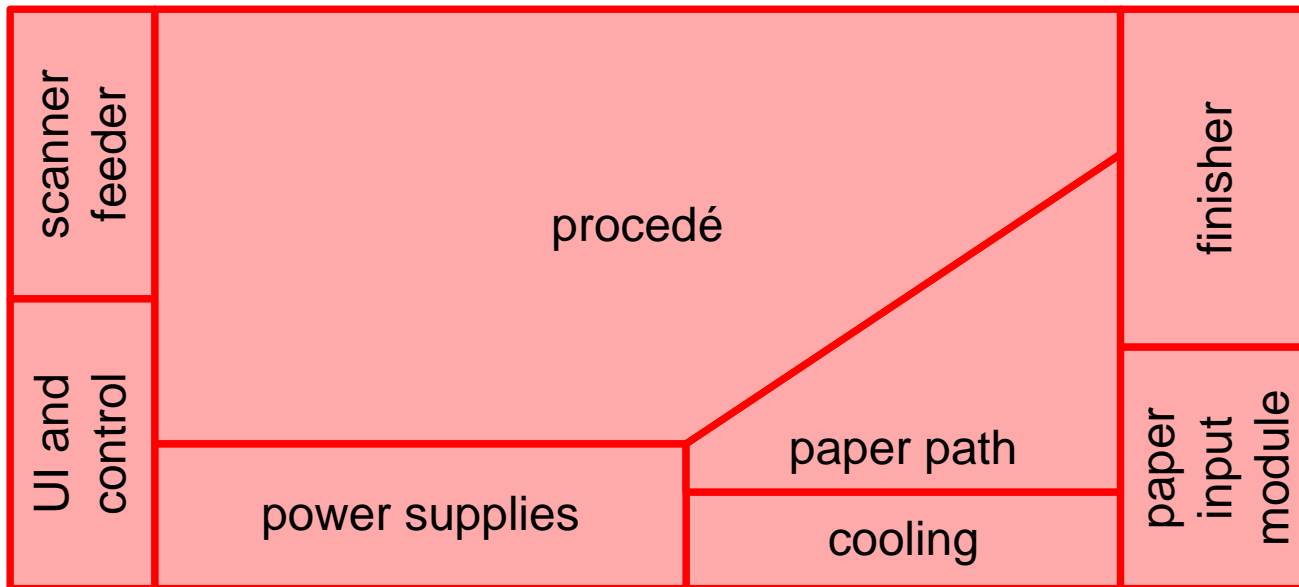 scanner
feeder
procedé
finisher
UI and
control
power supplies
paper path
cooling
paper
input
module